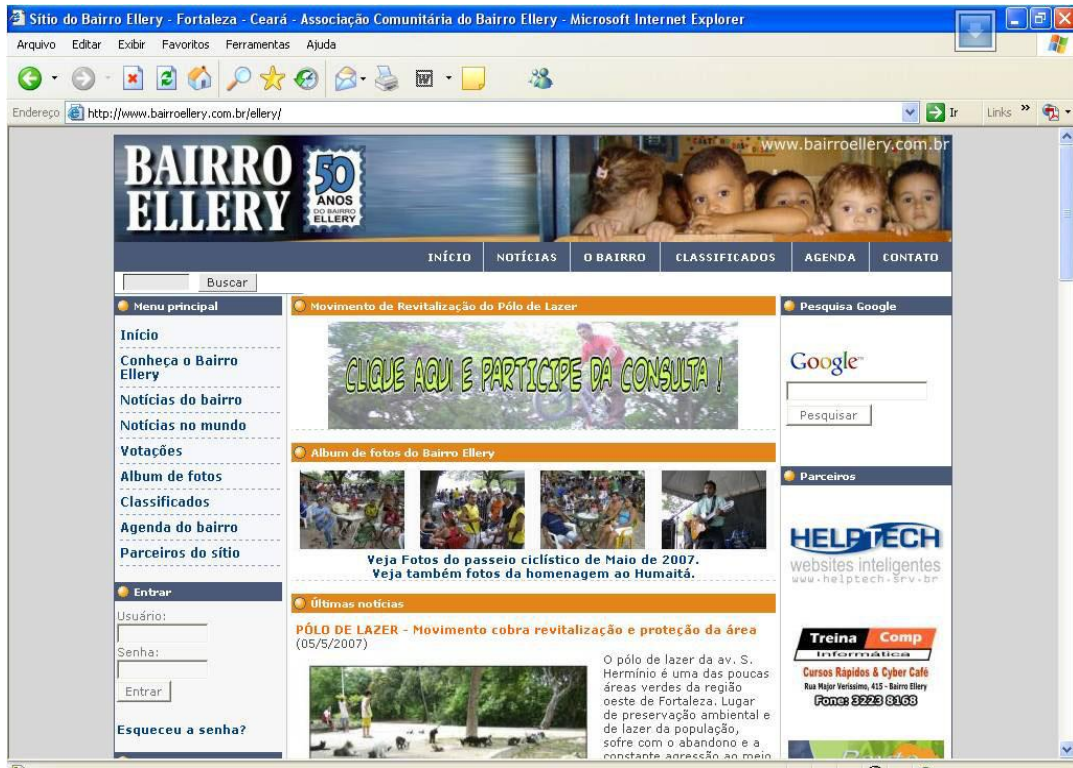 Sítio do Bairro Ellery - Fortaleza - Ceará - Associação Comunitária do Bairro Ellery - Microsoft Internet Explorer
Arquivo Editar Exibir Favoritos Ferramentas Ajuda
Endereço http://www.bairroellery.com.br/ellery/ Ir Links »
BAIRRO
ELLERY
50
ANOS
DO BAIRRO
ELLERY
www.bairroellery.com.br
INÍCIO NOTÍCIAS O BAIRRO CLASSIFICADOS AGENDA CONTATO
Buscar
Menu principal
Início
Conheça o Bairro
Ellery
Notícias do bairro
Notícias no mundo
Votações
Album de fotos
Classificados
Agenda do bairro
Parceiros do sítio
Entrar
Usuário:
Senha:
Entrar
Esqueceu a senha?
Movimento de Revitalização do Pólo de Lazer
CLIQUE AQUI E PARTICIPE DA CONSULTA !
Album de fotos do Bairro Ellery
Veja Fotos do passeio ciclístico de Maio de 2007.
Veja também fotos da homenagem ao Humaitá.
Últimas notícias
PÓLO DE LAZER - Movimento cobra revitalização e proteção da área
(05/5/2007)
O pólo de lazer da av. S.
Hermínio é uma das poucas
áreas verdes da região
oeste de Fortaleza. Lugar
de preservação ambiental e
de lazer da população,
sofre com o abandono e a
constante agressão ao meio
Pesquisa Google
Google
Pesquisar
Parceiros
HELPTECH
websites inteligentes
www.helptech.srv.br
Treina Comp
Informática
Cursos Rápidos & Cyber Café
Rua Major Veríssimo, 415 - Bairro Ellery
Fone: 3223 8168